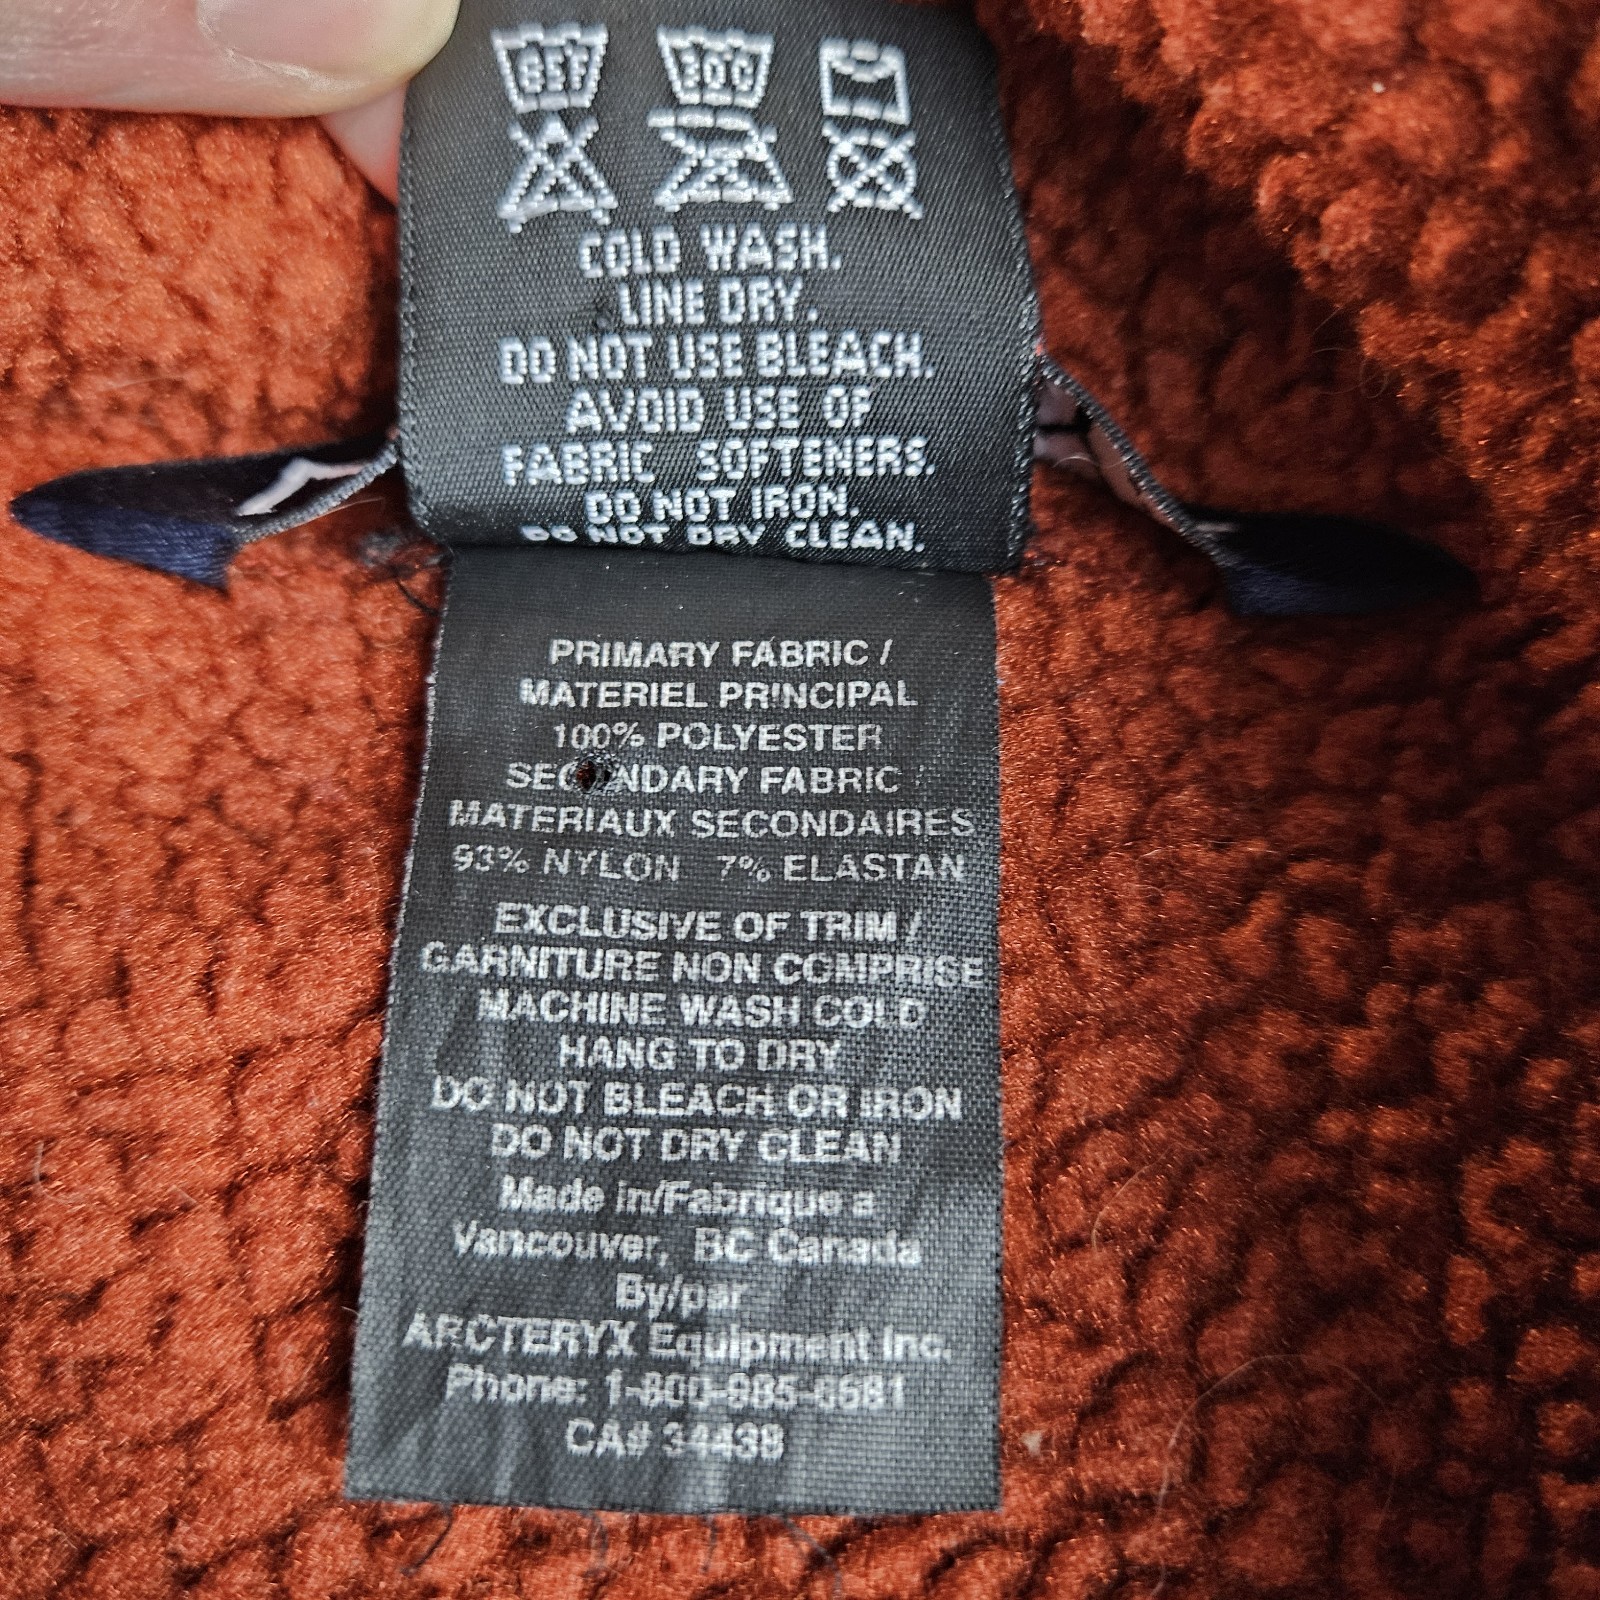 86F 30C
COLD WASH.
LINE DRY.
DO NOT USE BLEACH.
AVOID USE OF
FABRIC SOFTENERS.
DO NOT IRON.
DO NOT DRY CLEAN.
PRIMARY FABRIC /
MATERIEL PRINCIPAL
100% POLYESTER
SECONDARY FABRIC
MATERIAUX SECONDAIRES
93% NYLON 7% ELASTAN
EXCLUSIVE OF TRIM /
GARNITURE NON COMPRISE
MACHINE WASH COLD
HANG TO DRY
DO NOT BLEACH OR IRON
DO NOT DRY CLEAN
Made in/Fabrique a
Vancouver, BC Canada
By/par
ARCTERYX Equipment Inc.
Phone: 1-800-985-6681
CA# 34439